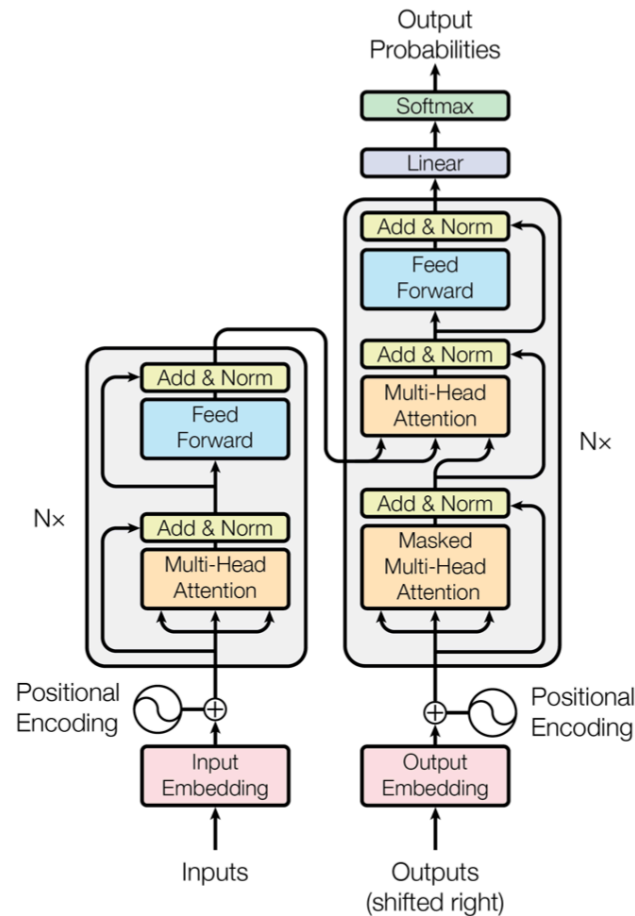 Output
Probabilities
Softmax
Linear
Add & Norm
Feed
Forward
Add & Norm
Multi-Head
Attention
Add & Norm
Masked
Multi-Head
Attention
Nx
Add & Norm
Feed
Forward
Add & Norm
Multi-Head
Attention
Nx
Positional
Encoding
Positional
Encoding
Input
Embedding
Output
Embedding
Inputs
Outputs
(shifted right)